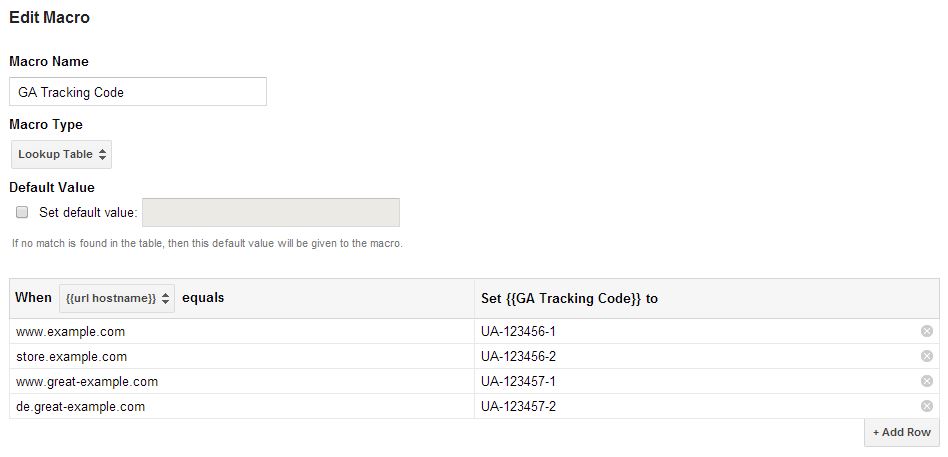 Edit Macro
Macro Name
GA Tracking Code
Macro Type
Lookup Table
Default Value
Set default value:
If no match is found in the table, then this default value will be given to the macro.
When {{url hostname}} equals Set {{GA Tracking Code}} to
www.example.com UA-123456-1
store.example.com UA-123456-2
www.great-example.com UA-123457-1
de.great-example.com UA-123457-2
+ Add Row